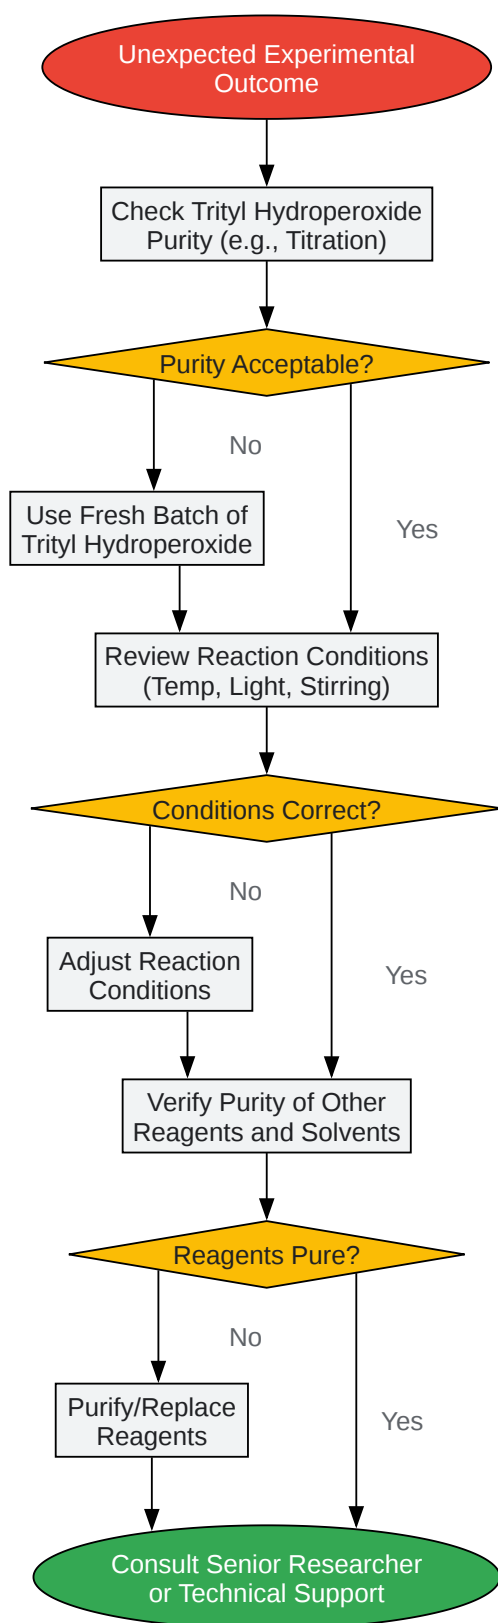 Unexpected Experimental
Outcome
Check Trityl Hydroperoxide
Purity (e.g., Titration)
Purity Acceptable?
No
Use Fresh Batch of
Trityl Hydroperoxide
Yes
Review Reaction Conditions
(Temp, Light, Stirring)
Conditions Correct?
No
Adjust Reaction
Conditions
Yes
Verify Purity of Other
Reagents and Solvents
Reagents Pure?
No
Purify/Replace
Reagents
Yes
Consult Senior Researcher
or Technical Support